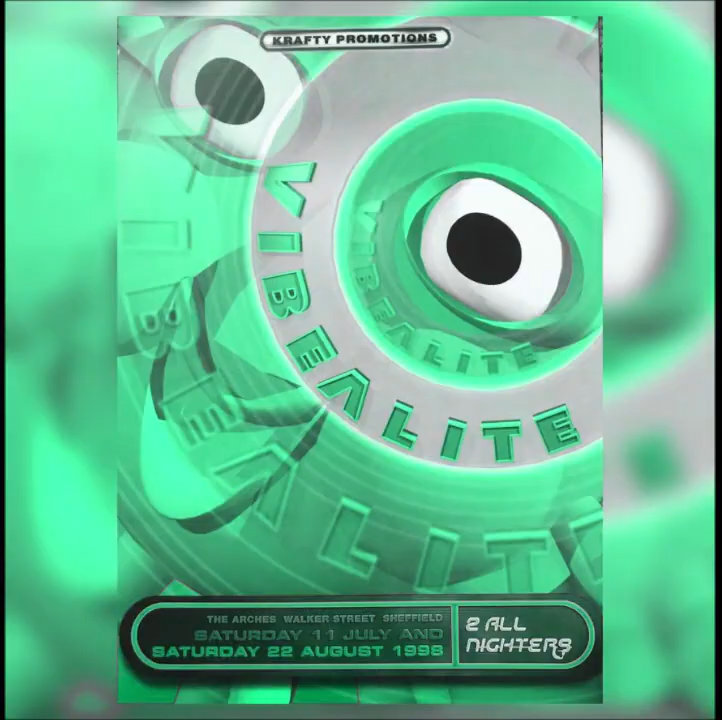 KRAFTY PROMOTIONS
VIBEALITE
VIBEALITE
VIBEALITE
THE ARCHES WALKER STREET SHEFFIELD
SATURDAY 11 JULY AND
SATURDAY 22 AUGUST 1998
2 ALL
NIGHTERS